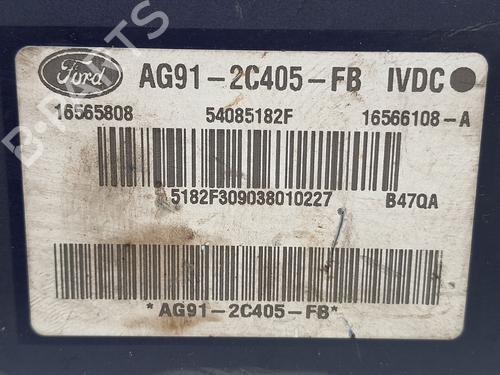 B-PARTS
Ford AG91-2C405-FB IVDC
16565808 54085182F 16566108-A
5182F309038010227 B47QA
*AG91-2C405-FB*